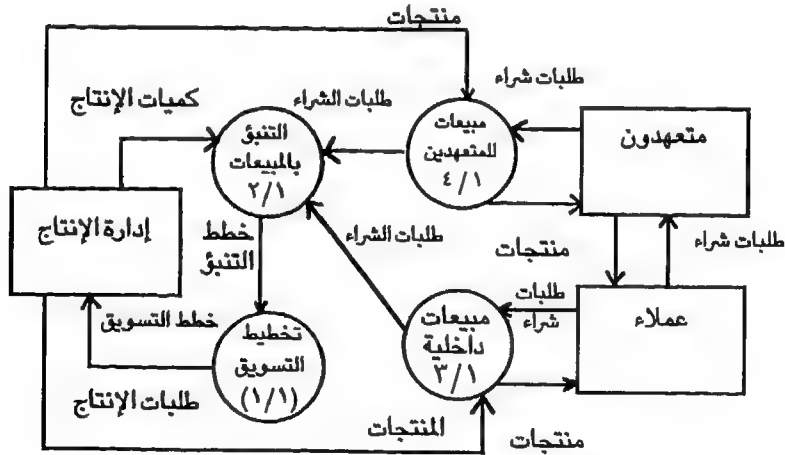 منتجات
طلبات شراء
طلبات الشراء
كميات الإنتاج
متعهدون
مبيعات
للمتعهدين
٤/١
التنبؤ
بالمبيعات
٢/١
إدارة الإنتاج
خطط
التنبؤ
طلبات الشراء
منتجات
طلبات شراء
طلبات
شراء
عملاء
مبيعات
داخلية
٣/١
خطط التسويق
تخطيط
التسويق
(١/١)
طلبات الإنتاج
المنتجات
منتجات